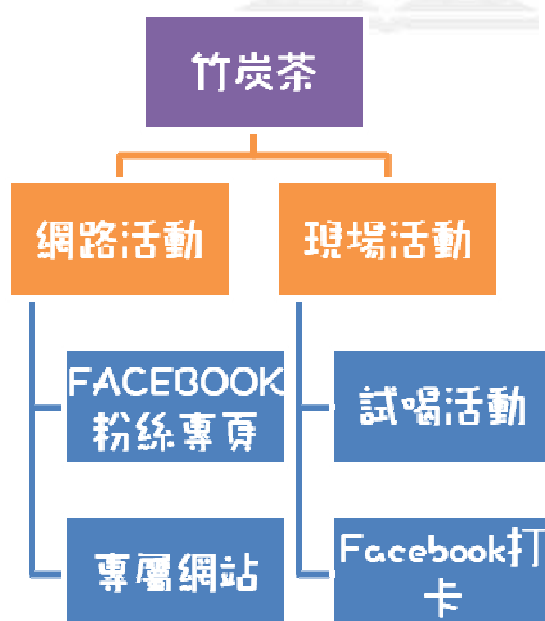 竹炭茶
網路活動
現場活動
FACEBOOK
粉絲專頁
試喝活動
專屬網站
Facebook打
卡